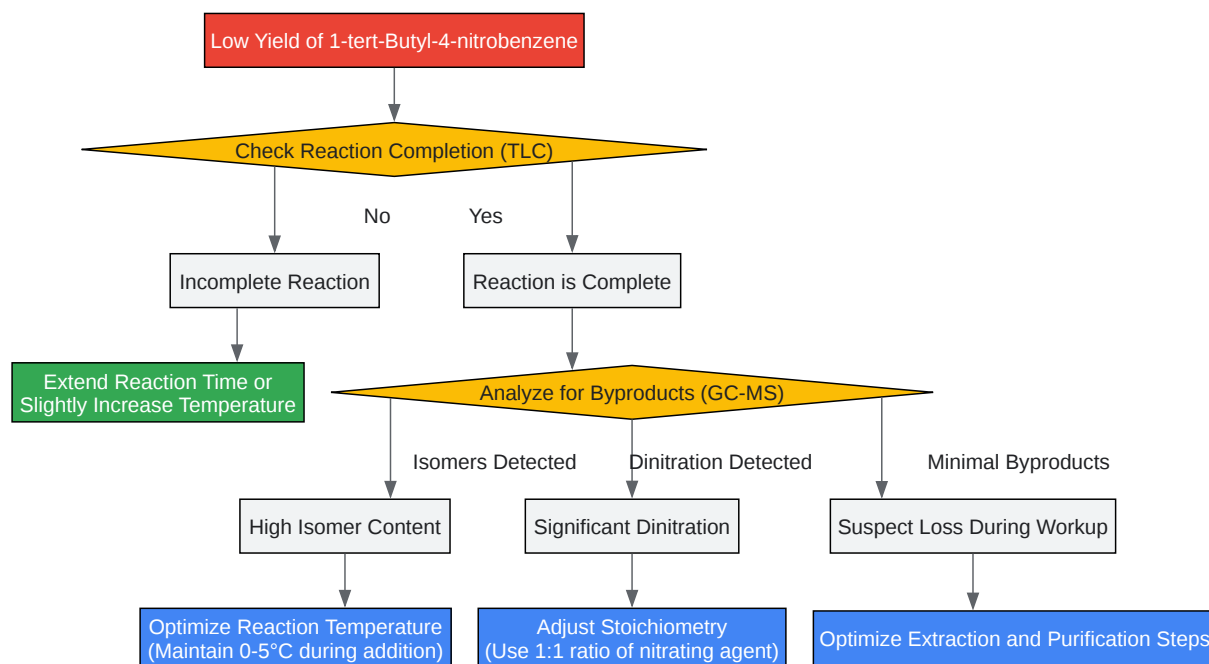 Low Yield of 1-tert-Butyl-4-nitrobenzene
Check Reaction Completion (TLC)
No
Yes
Incomplete Reaction
Reaction is Complete
Extend Reaction Time or
Slightly Increase Temperature
Analyze for Byproducts (GC-MS)
Isomers Detected
Dinitration Detected
Minimal Byproducts
High Isomer Content
Significant Dinitration
Suspect Loss During Workup
Optimize Reaction Temperature
(Maintain 0-5°C during addition)
Adjust Stoichiometry
(Use 1:1 ratio of nitrating agent)
Optimize Extraction and Purification Steps